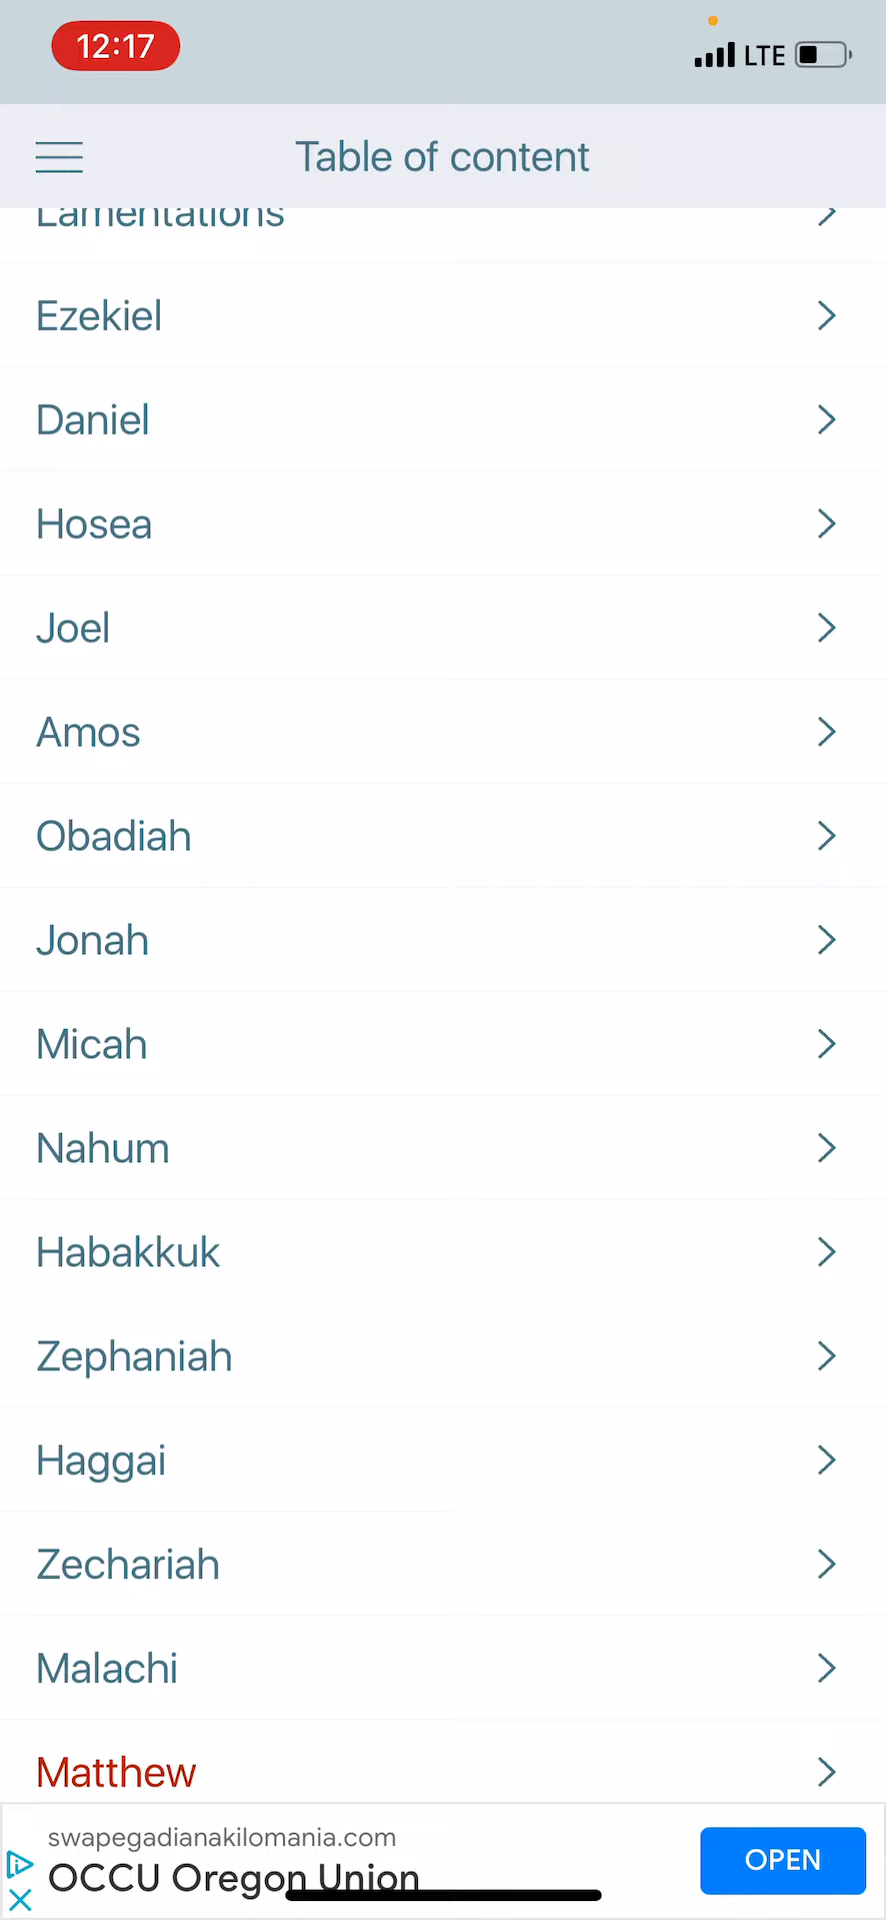 12:17
LTE
Table of content
Lamentations
Ezekiel
Daniel
Hosea
Joel
Amos
Obadiah
Jonah
Micah
Nahum
Habakkuk
Zephaniah
Haggai
Zechariah
Malachi
Matthew
swapegadianakilomania.com
OCCU Oregon Union
OPEN